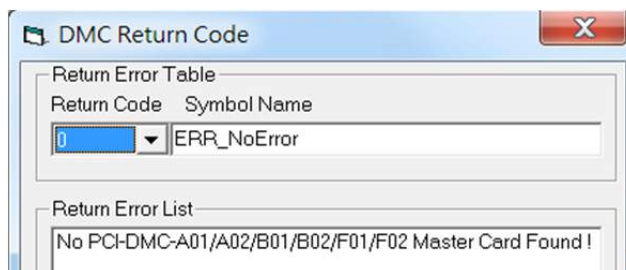 DMC Return Code
Return Error Table
Return Code Symbol Name
0 ERR_NoError
Return Error List
No PCI-DMC-A01/A02/B01/B02/F01/F02 Master Card Found !